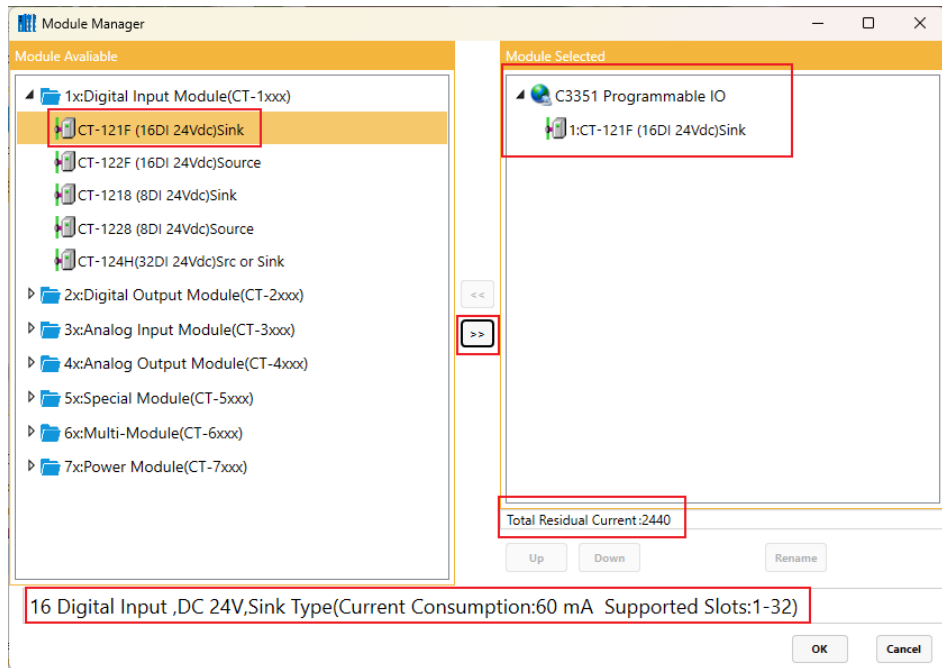 Module Manager
Module Avaliable
1x:Digital Input Module(CT-1xxx)
CT-121F (16DI 24Vdc)Sink
CT-122F (16DI 24Vdc)Source
CT-1218 (8DI 24Vdc)Sink
CT-1228 (8DI 24Vdc)Source
CT-124H(32DI 24Vdc)Src or Sink
2x:Digital Output Module(CT-2xxx)
3x:Analog Input Module(CT-3xxx)
4x:Analog Output Module(CT-4xxx)
5x:Special Module(CT-5xxx)
6x:Multi-Module(CT-6xxx)
7x:Power Module(CT-7xxx)
<<
>>
Module Selected
C3351 Programmable IO
1:CT-121F (16DI 24Vdc)Sink
Total Residual Current:2440
Up
Down
Rename
16 Digital Input ,DC 24V,Sink Type(Current Consumption:60 mA  Supported Slots:1-32)
OK
Cancel